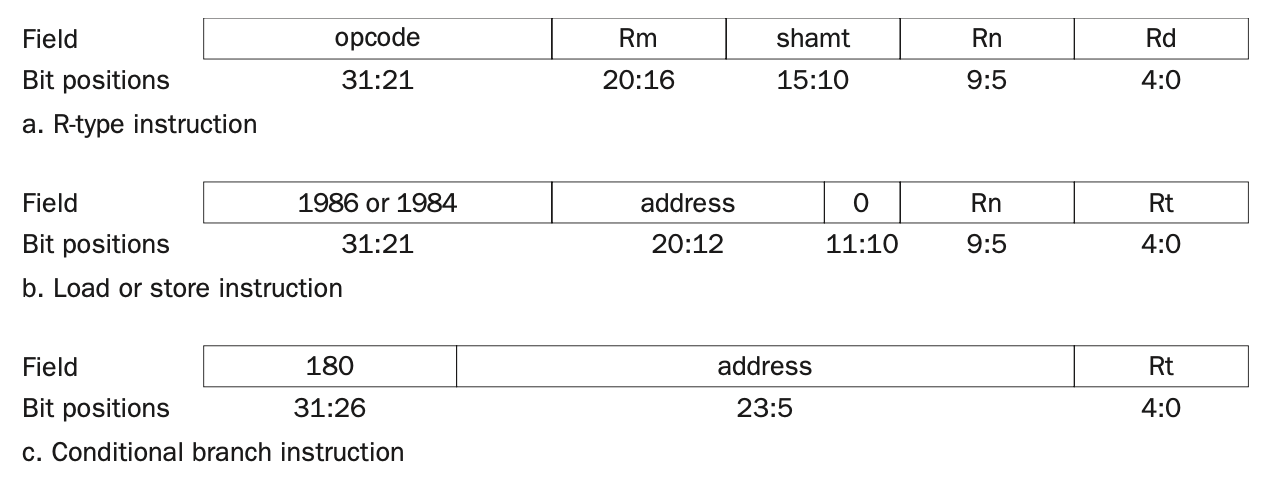 Field opcode Rm shamt Rn Rd
Bit positions 31:21 20:16 15:10 9:5 4:0
a. R-type instruction
Field 1986 or 1984 address 0 Rn Rt
Bit positions 31:21 20:12 11:10 9:5 4:0
b. Load or store instruction
Field 180 address Rt
Bit positions 31:26 23:5 4:0
c. Conditional branch instruction